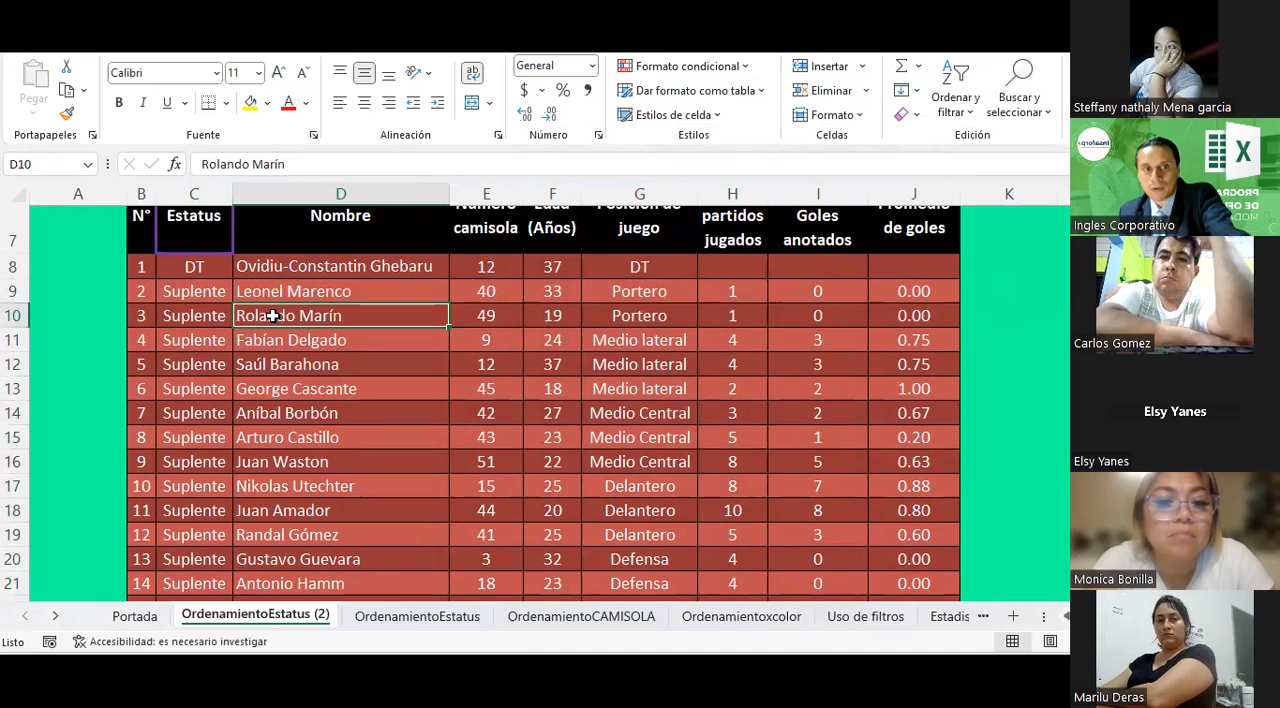 Calibri 11
General
Formato condicional
Insertar
Pegar
Dar formato como tabla
Eliminar
Ordenar y filtrar
Buscar y seleccionar
Estilos de celda
Formato
Portapapeles Fuente Alineación Número Estilos Celdas Edición
D10 fx Rolando Marín
A B C D E F G H I J K
7 N° Estatus Nombre camisola (Años) juego partidos jugados Goles anotados de goles
8 1 DT Ovidiu-Constantin Ghebaru 12 37 DT
9 2 Suplente Leonel Marenco 40 33 Portero 1 0 0.00
10 3 Suplente Rolando Marín 49 19 Portero 1 0 0.00
11 4 Suplente Fabían Delgado 9 24 Medio lateral 4 3 0.75
12 5 Suplente Saúl Barahona 12 37 Medio lateral 4 3 0.75
13 6 Suplente George Cascante 45 18 Medio lateral 2 2 1.00
14 7 Suplente Aníbal Borbón 42 27 Medio Central 3 2 0.67
15 8 Suplente Arturo Castillo 43 23 Medio Central 5 1 0.20
16 9 Suplente Juan Waston 51 22 Medio Central 8 5 0.63
17 10 Suplente Nikolas Utechter 15 25 Delantero 8 7 0.88
18 11 Suplente Juan Amador 44 20 Delantero 10 8 0.80
19 12 Suplente Randal Gómez 41 25 Delantero 5 3 0.60
20 13 Suplente Gustavo Guevara 3 32 Defensa 4 0 0.00
21 14 Suplente Antonio Hamm 18 23 Defensa 4 0 0.00
Portada OrdenamientoEstatus (2) OrdenamientoEstatus OrdenamientoCAMISOLA Ordenamientoxcolor Uso de filtros Estadis
Listo Accesibilidad: es necesario investigar
Steffany nathaly Mena garcia
Ingles Corporativo
Carlos Gomez
Elsy Yanes
Elsy Yanes
Monica Bonilla
Marilu Deras